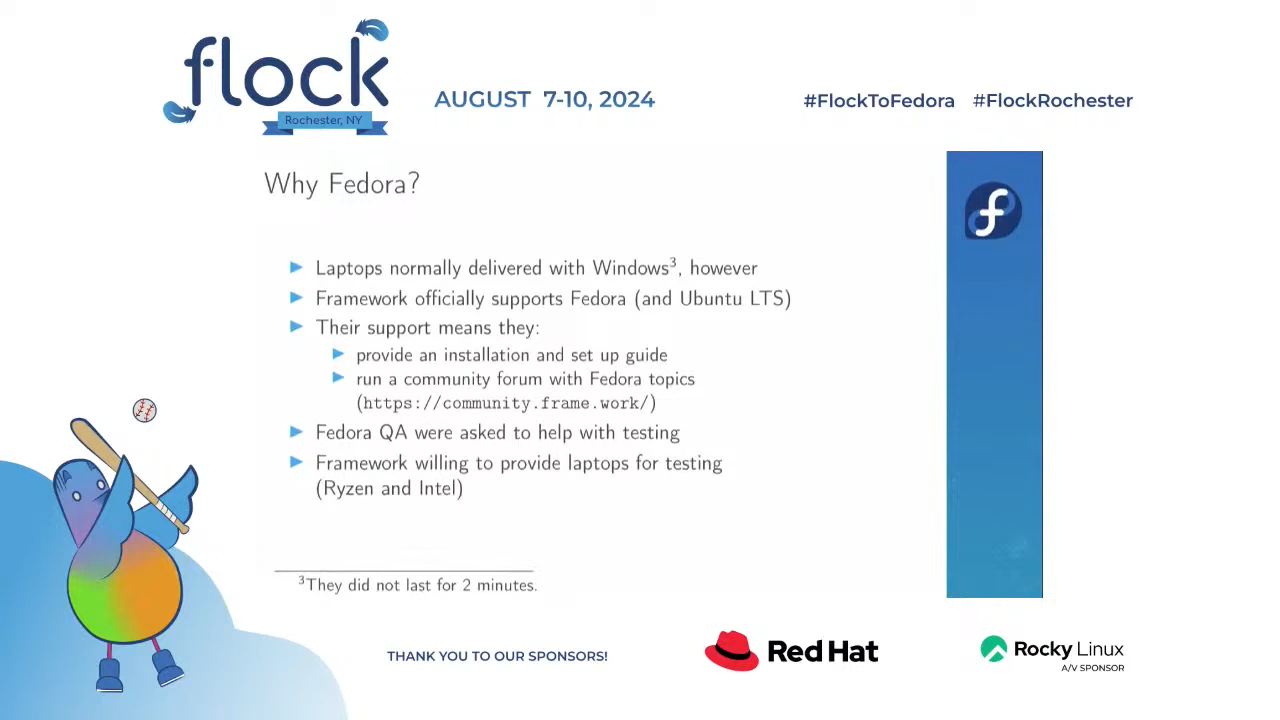 flock
Rochester, NY
AUGUST 7-10, 2024
#FlockToFedora #FlockRochester
Why Fedora?
Laptops normally delivered with Windows³, however
Framework officially supports Fedora (and Ubuntu LTS)
Their support means they:
provide an installation and set up guide
run a community forum with Fedora topics
(https://community.frame.work/)
Fedora QA were asked to help with testing
Framework willing to provide laptops for testing
(Ryzen and Intel)
³They did not last for 2 minutes.
THANK YOU TO OUR SPONSORS!
Red Hat
Rocky Linux
A/V SPONSOR